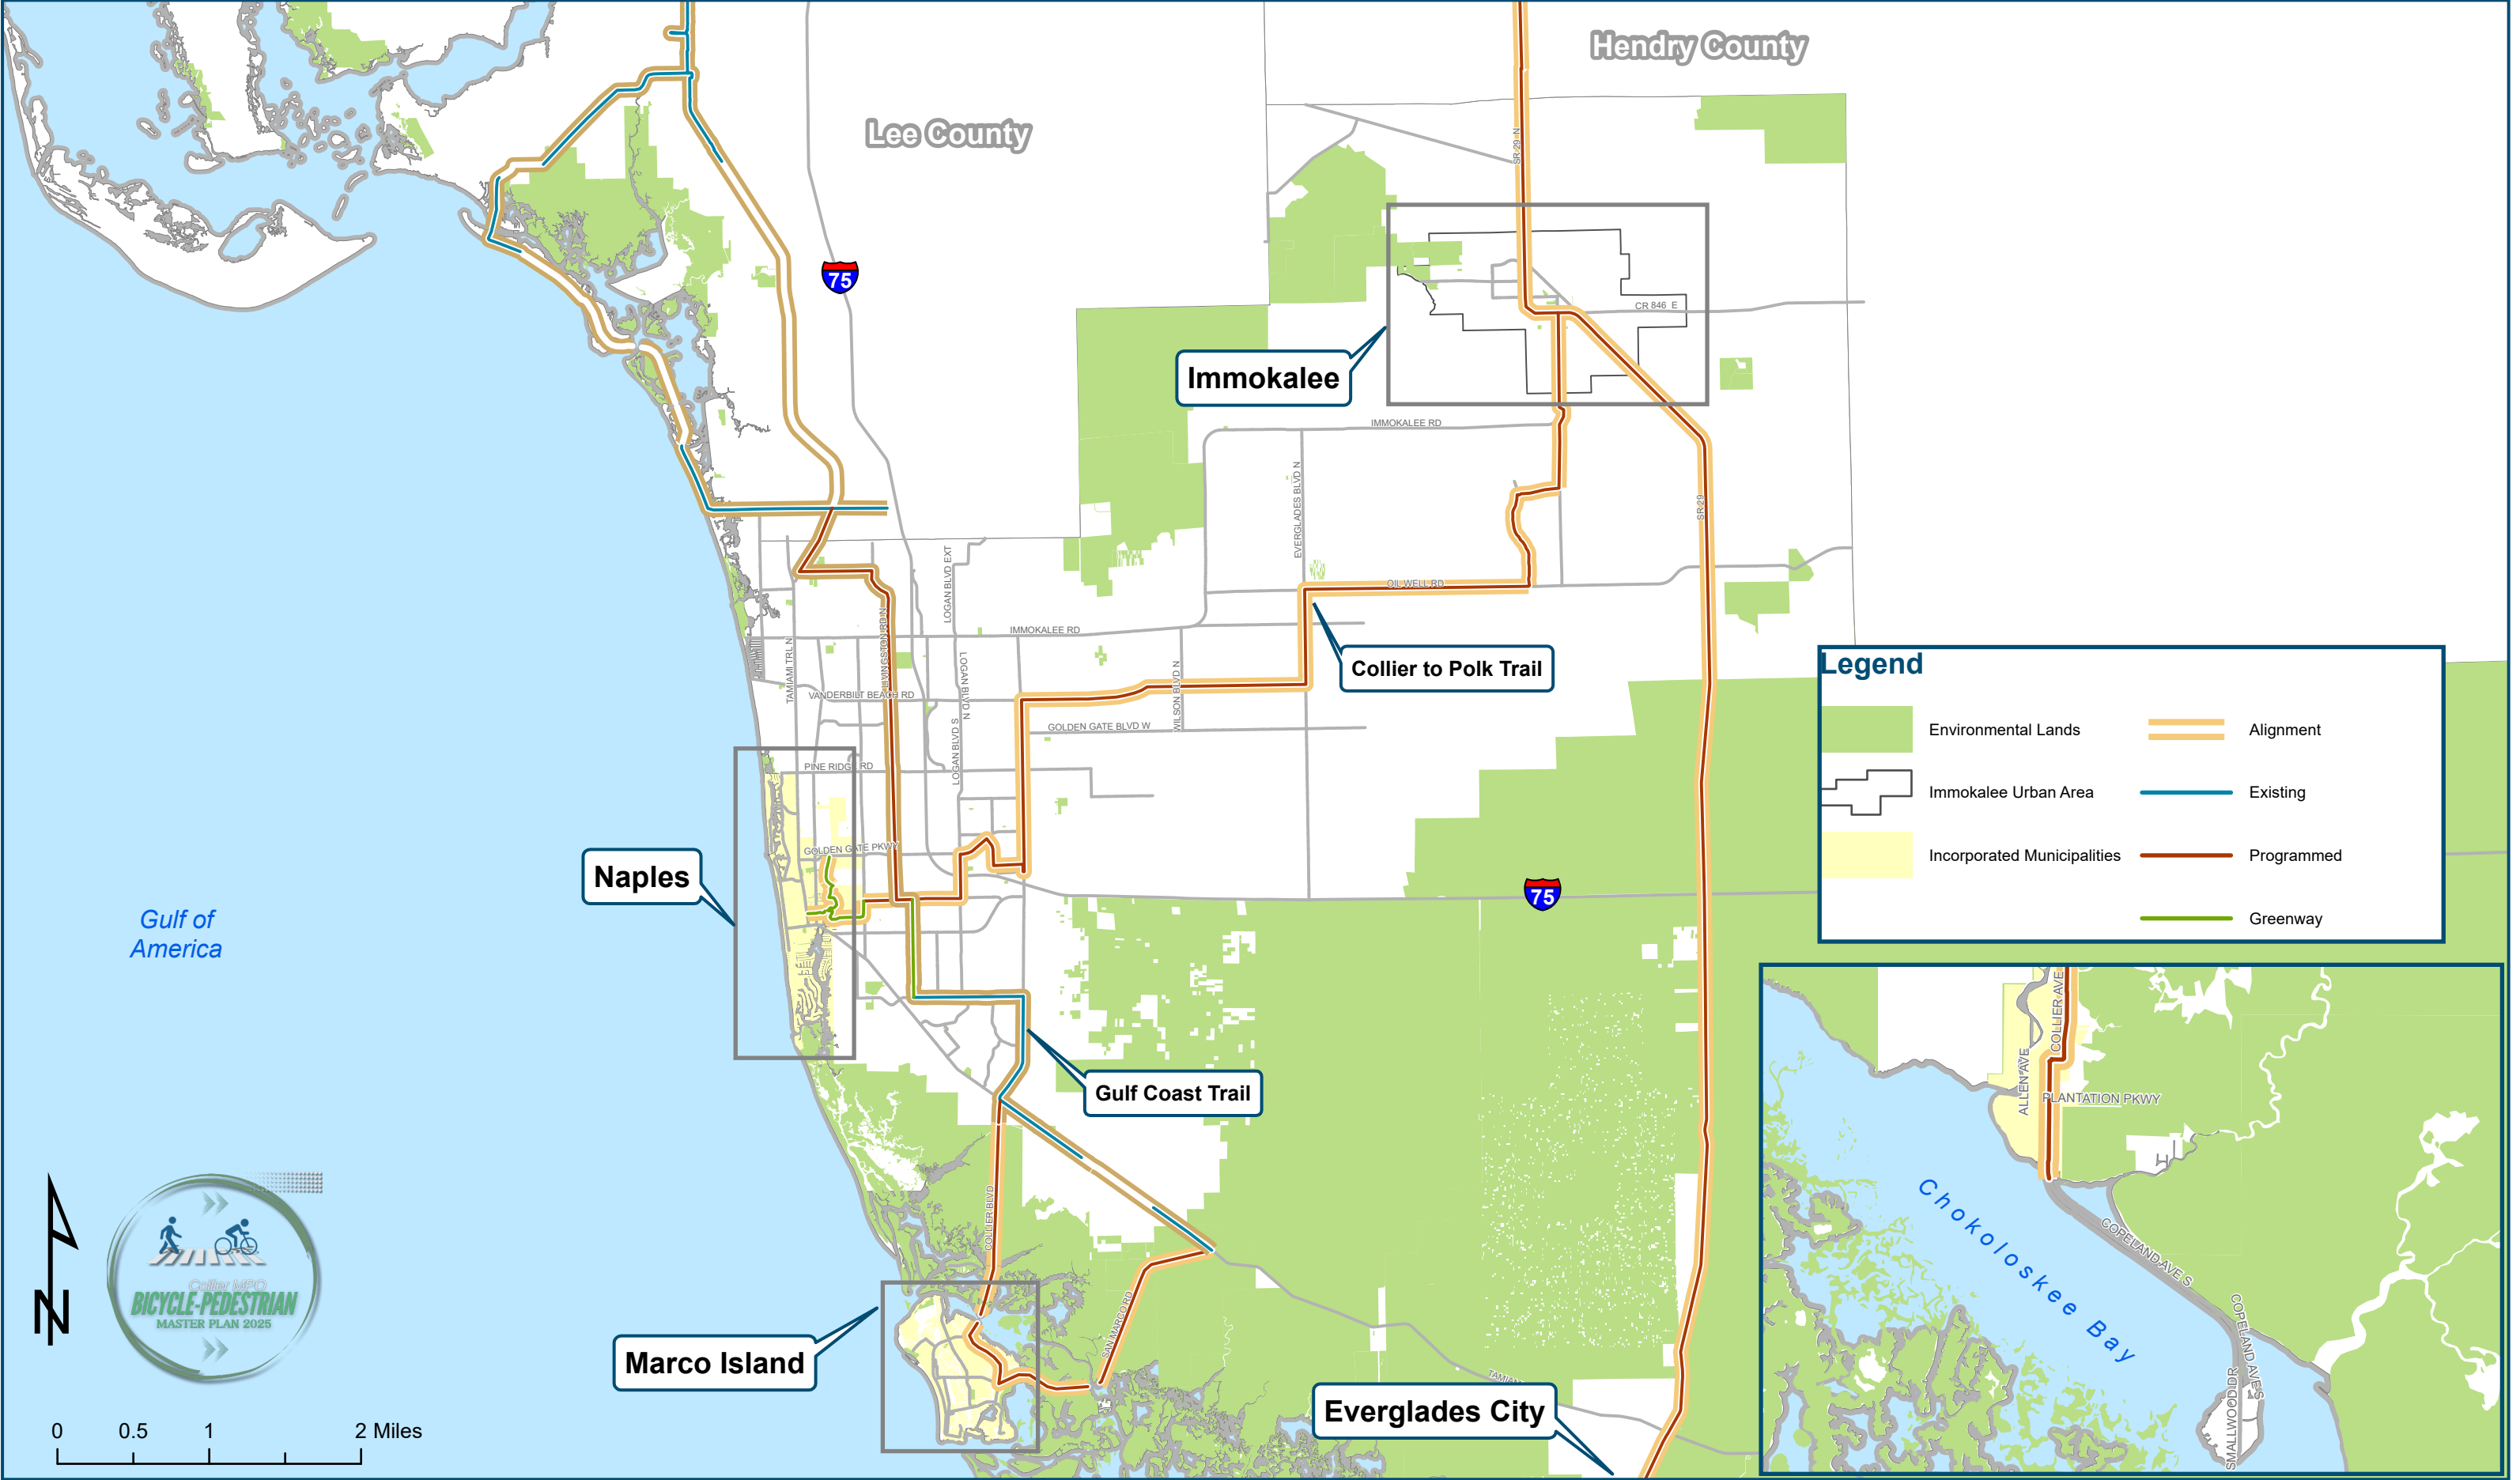 Hendry County
Lee County
SR 29 N
75
CR 846 E
Immokalee
IMMOKALEE RD
EVERGLADES BLVD N
SR 29
LOGAN BLVD EXT
OIL WELL RD
LIVINGSTON RD N
IMMOKALEE RD
TAMIAMI TRL N
LOGAN BLVD N
WILSON BLVD N
Collier to Polk Trail
VANDERBILT BEACH RD
GOLDEN GATE BLVD W
LOGAN BLVD S
PINE RIDGE RD
GOLDEN GATE PKWY
Naples
75
Gulf of
America
Gulf Coast Trail
COLLIER BLVD
SAN MARCO RD
Marco Island
Everglades City
Legend
Environmental Lands
Alignment
Immokalee Urban Area
Existing
Incorporated Municipalities
Programmed
Greenway
COLLIER AVE
ALLEN AVE
PLANTATION PKWY
Chokoloskee Bay
COPELAND AVE S
COPELAND AVE S
SMALLWOOD DR
N
Collier MPO
BICYCLE-PEDESTRIAN
MASTER PLAN 2025
0 0.5 1 2 Miles